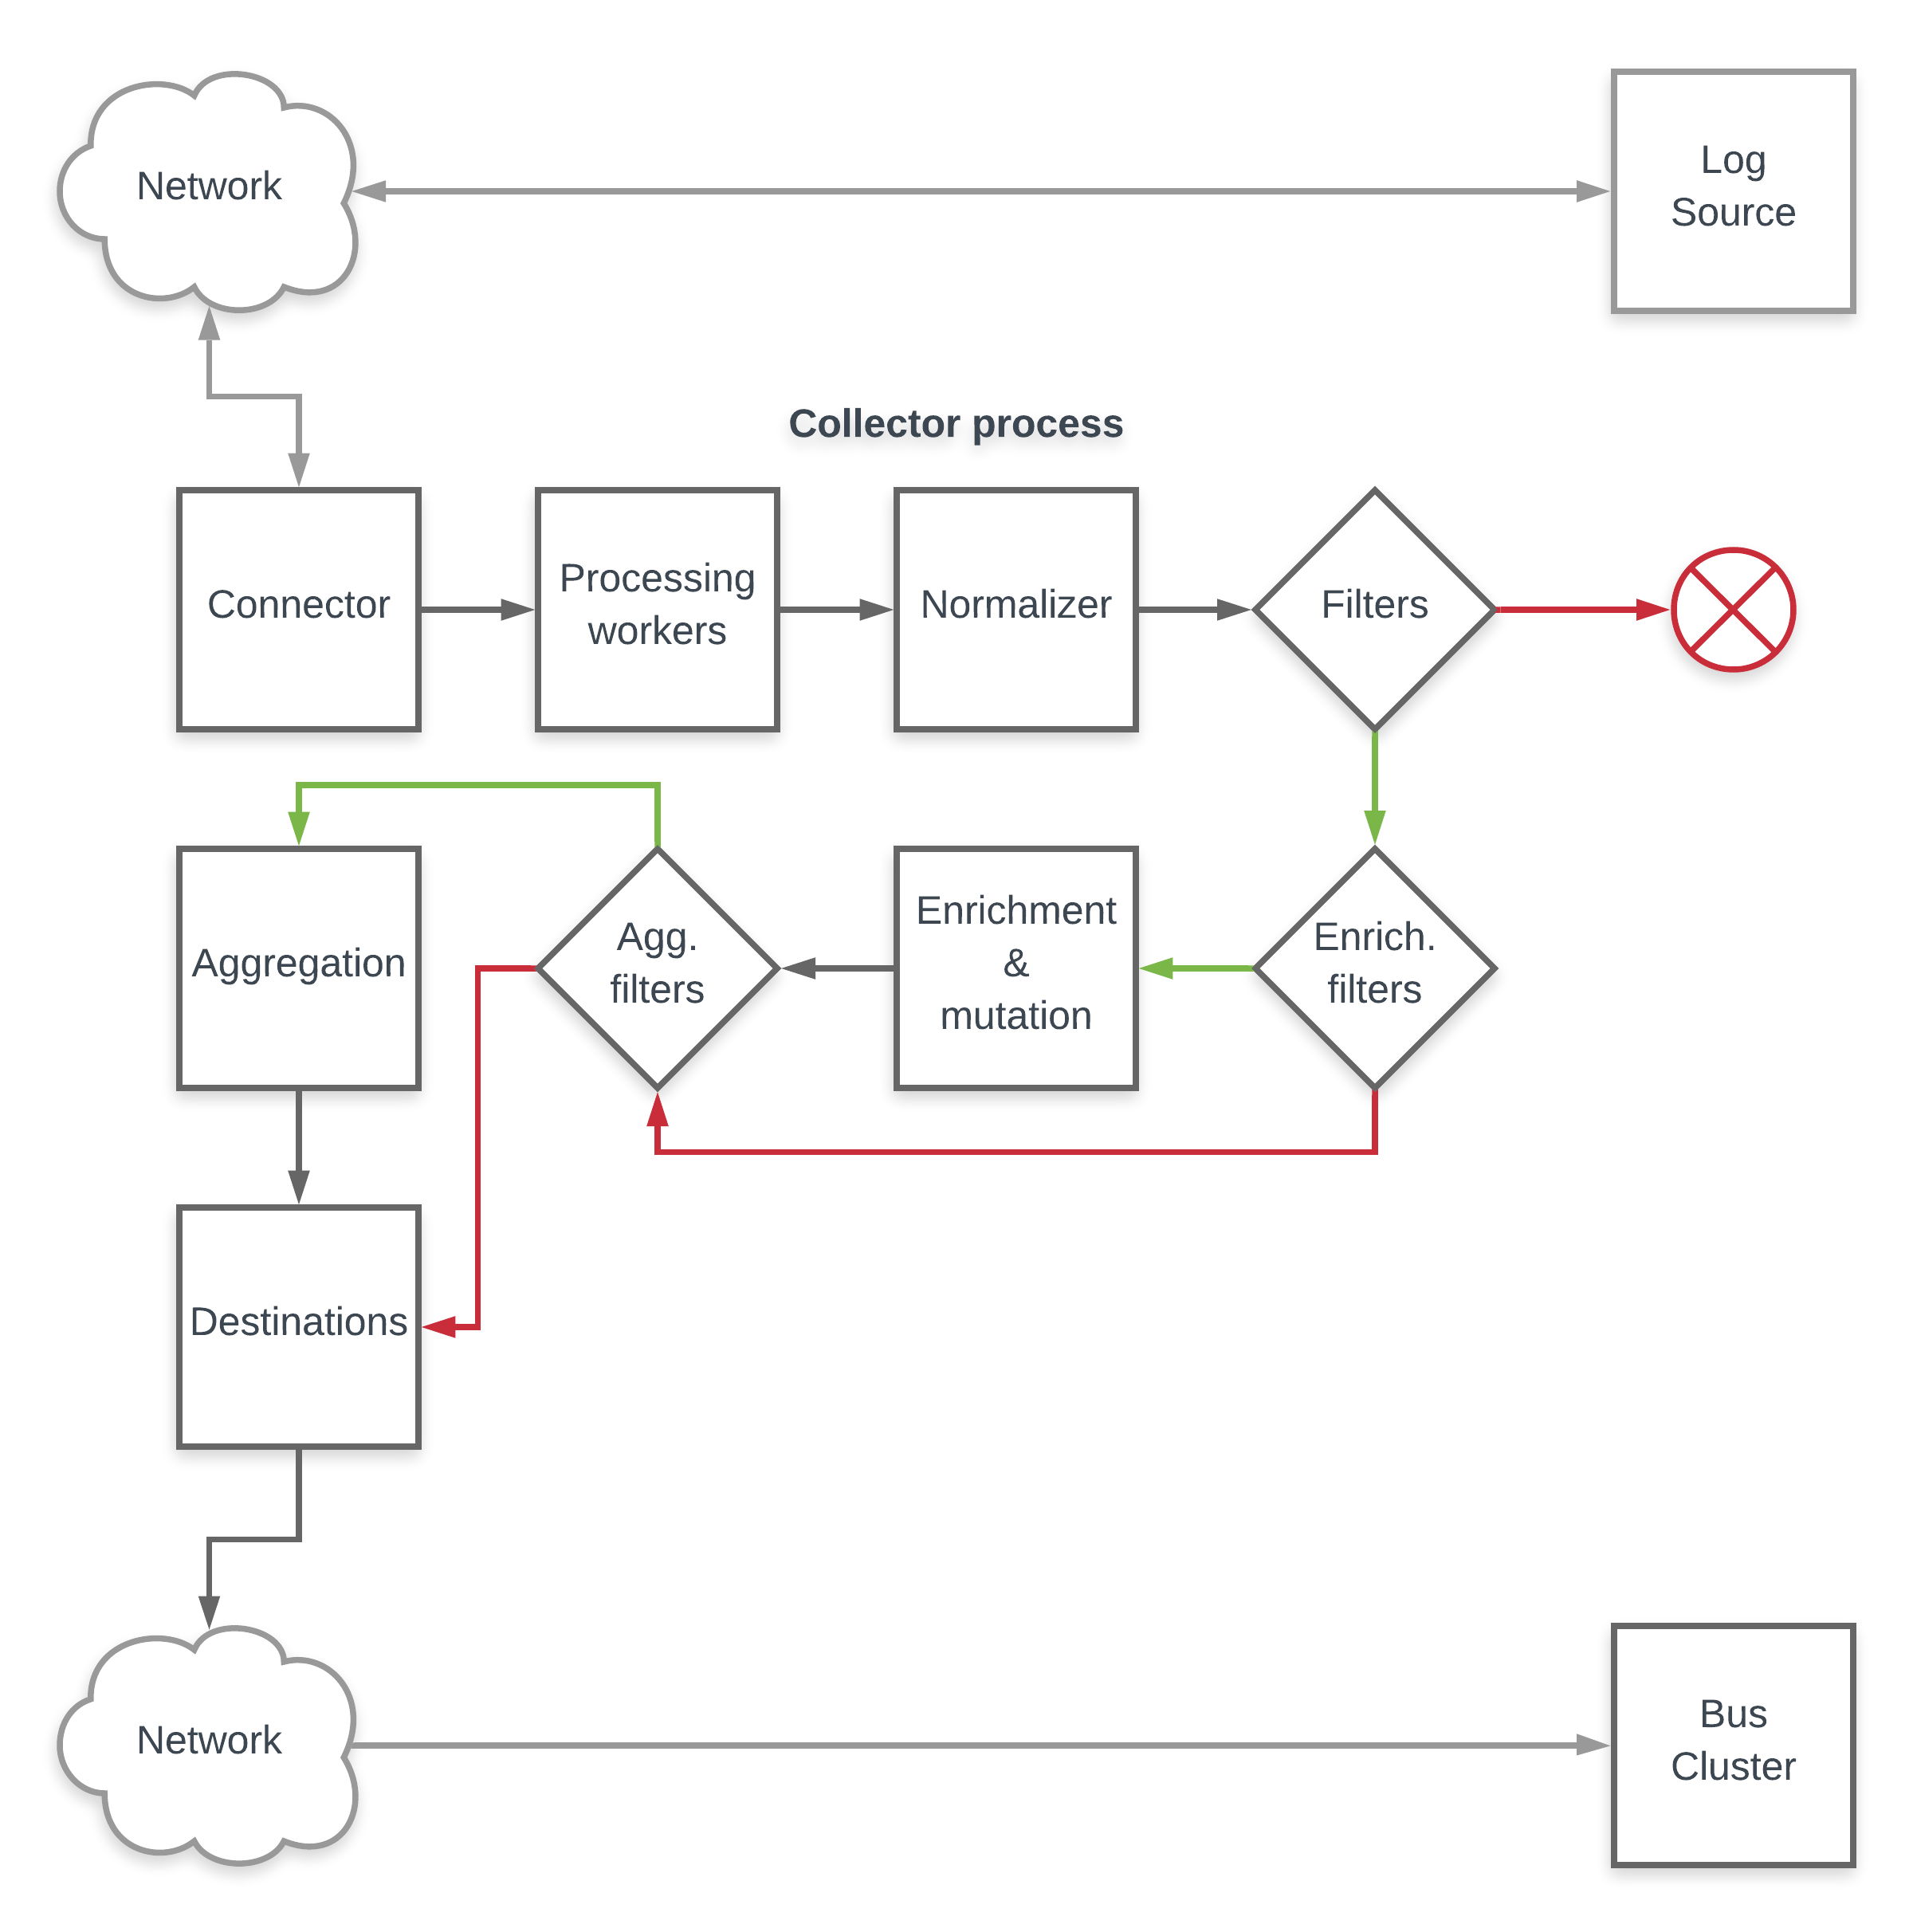 Network
Log
Source
Collector process
Connector
Processing
workers
Normalizer
Filters
Aggregation
Agg.
filters
Enrichment
&
mutation
Enrich.
filters
Destinations
Network
Bus
Cluster